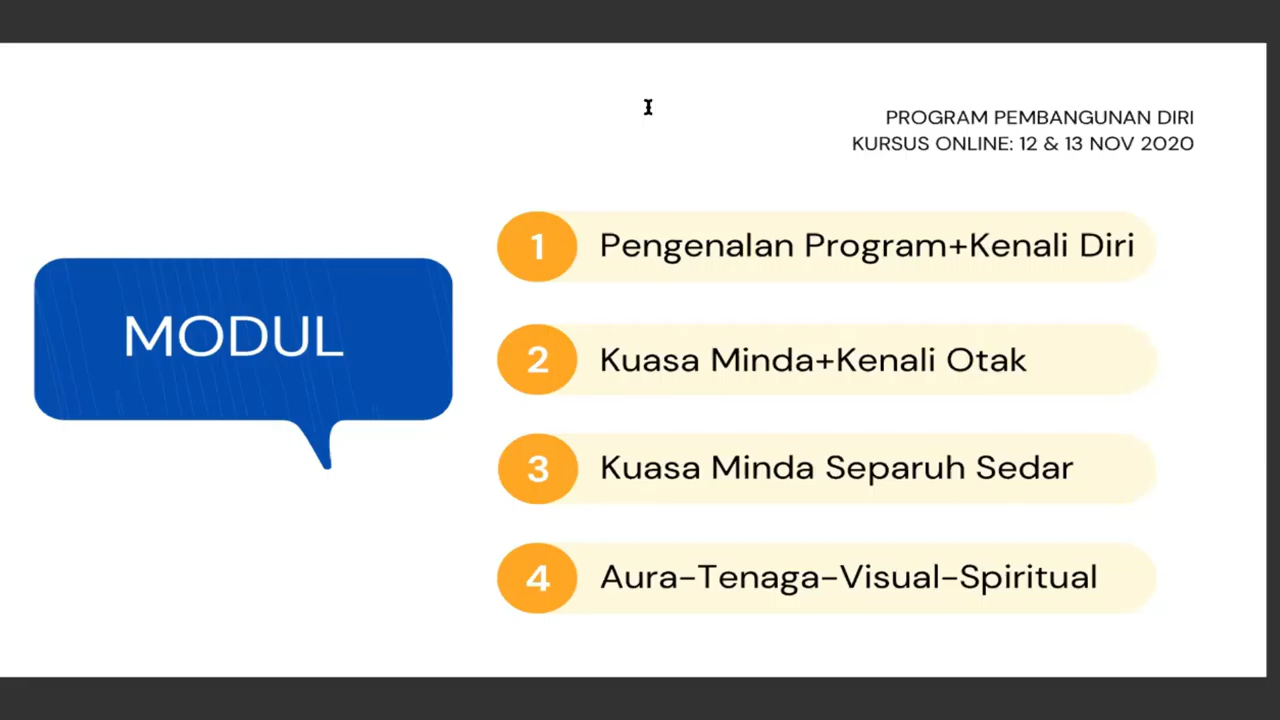 PROGRAM PEMBANGUNAN DIRI
KURSUS ONLINE: 12 & 13 NOV 2020
MODUL
1 Pengenalan Program+Kenali Diri
2 Kuasa Minda+Kenali Otak
3 Kuasa Minda Separuh Sedar
4 Aura-Tenaga-Visual-Spiritual